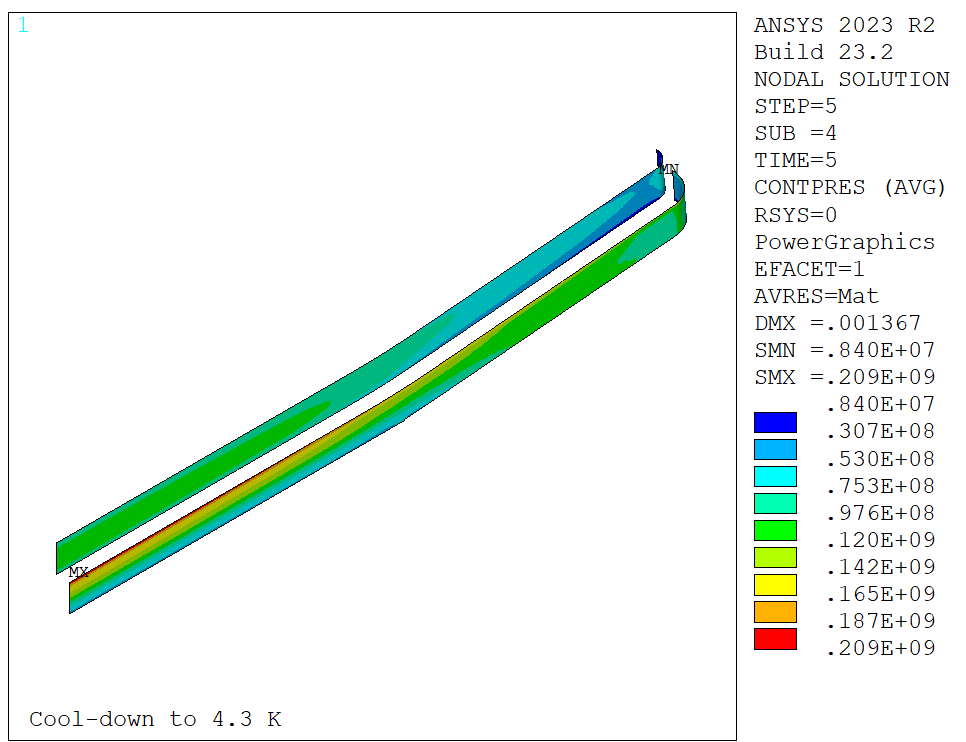 1
ANSYS 2023 R2
Build 23.2
NODAL SOLUTION
STEP=5
SUB =4
TIME=5
CONTPRES (AVG)
RSYS=0
PowerGraphics
EFACET=1
AVRES=Mat
DMX =.001367
SMN =.840E+07
SMX =.209E+09
.840E+07
.307E+08
.530E+08
.753E+08
.976E+08
.120E+09
.142E+09
.165E+09
.187E+09
.209E+09
MN
MX
Cool-down to 4.3 K